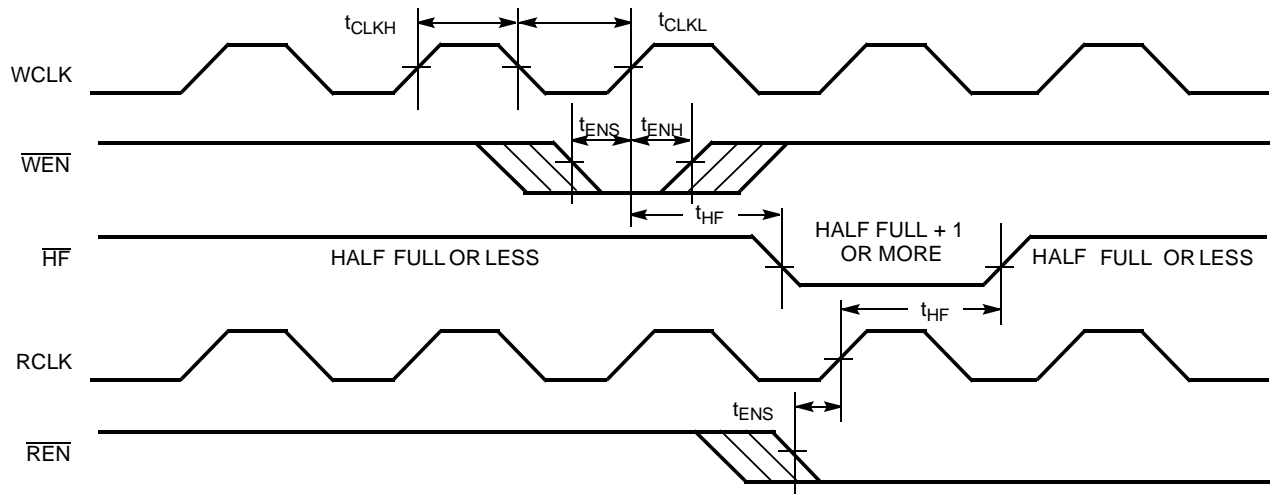 tCLKH tCLKL
WCLK
tENS tENH
WEN
tHF
HF
HALF FULL OR LESS
HALF FULL + 1
OR MORE
HALF FULL OR LESS
tHF
RCLK
tENS
REN